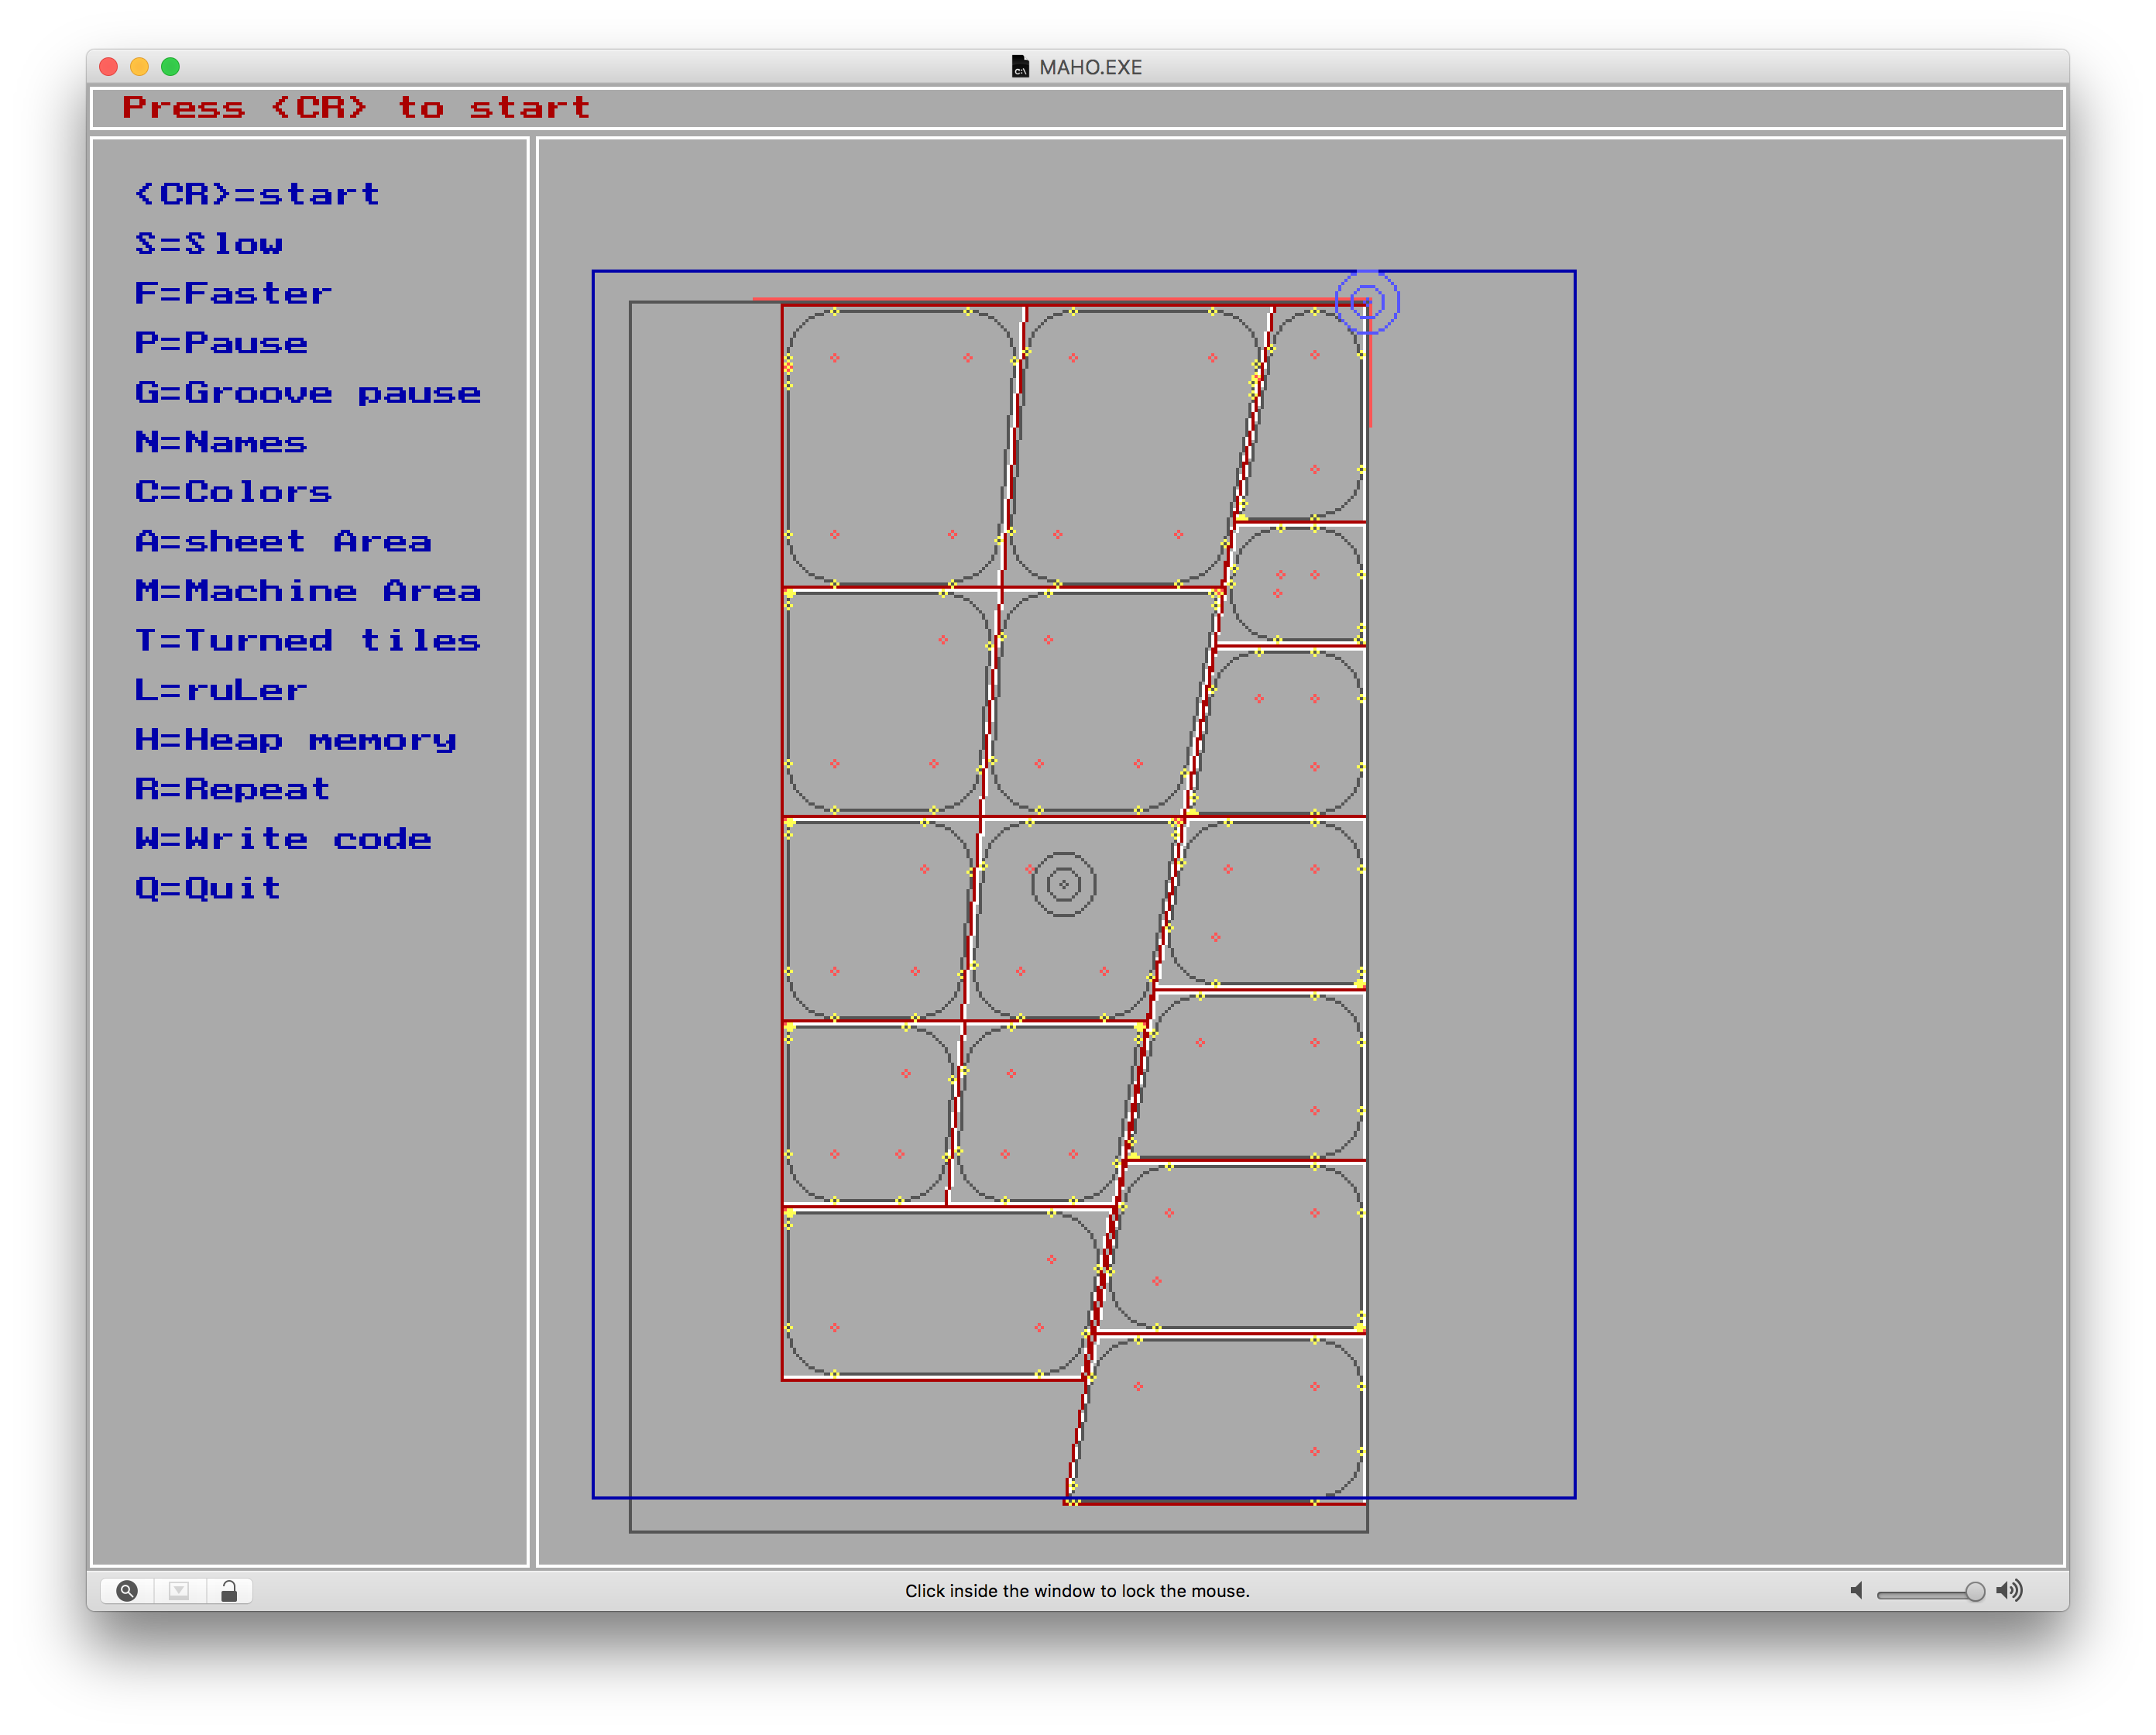 MAHO.EXE
Press <CR> to start
<CR>=start
S=Slow
F=Faster
P=Pause
G=Groove pause
N=Names
C=Colors
A=sheet Area
M=Machine Area
T=Turned tiles
L=ruLer
H=Heap memory
R=Repeat
W=Write code
Q=Quit
Click inside the window to lock the mouse.